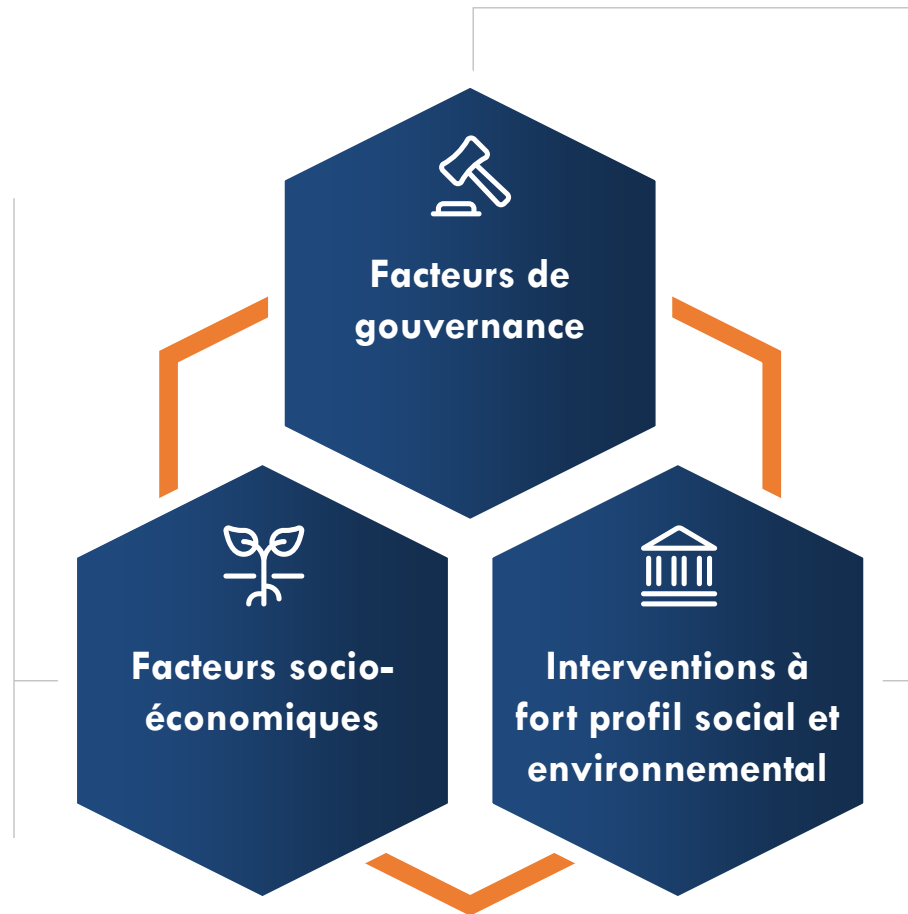 Facteurs de
gouvernance
Facteurs socio-
économiques
Interventions à
fort profil social et
environnemental